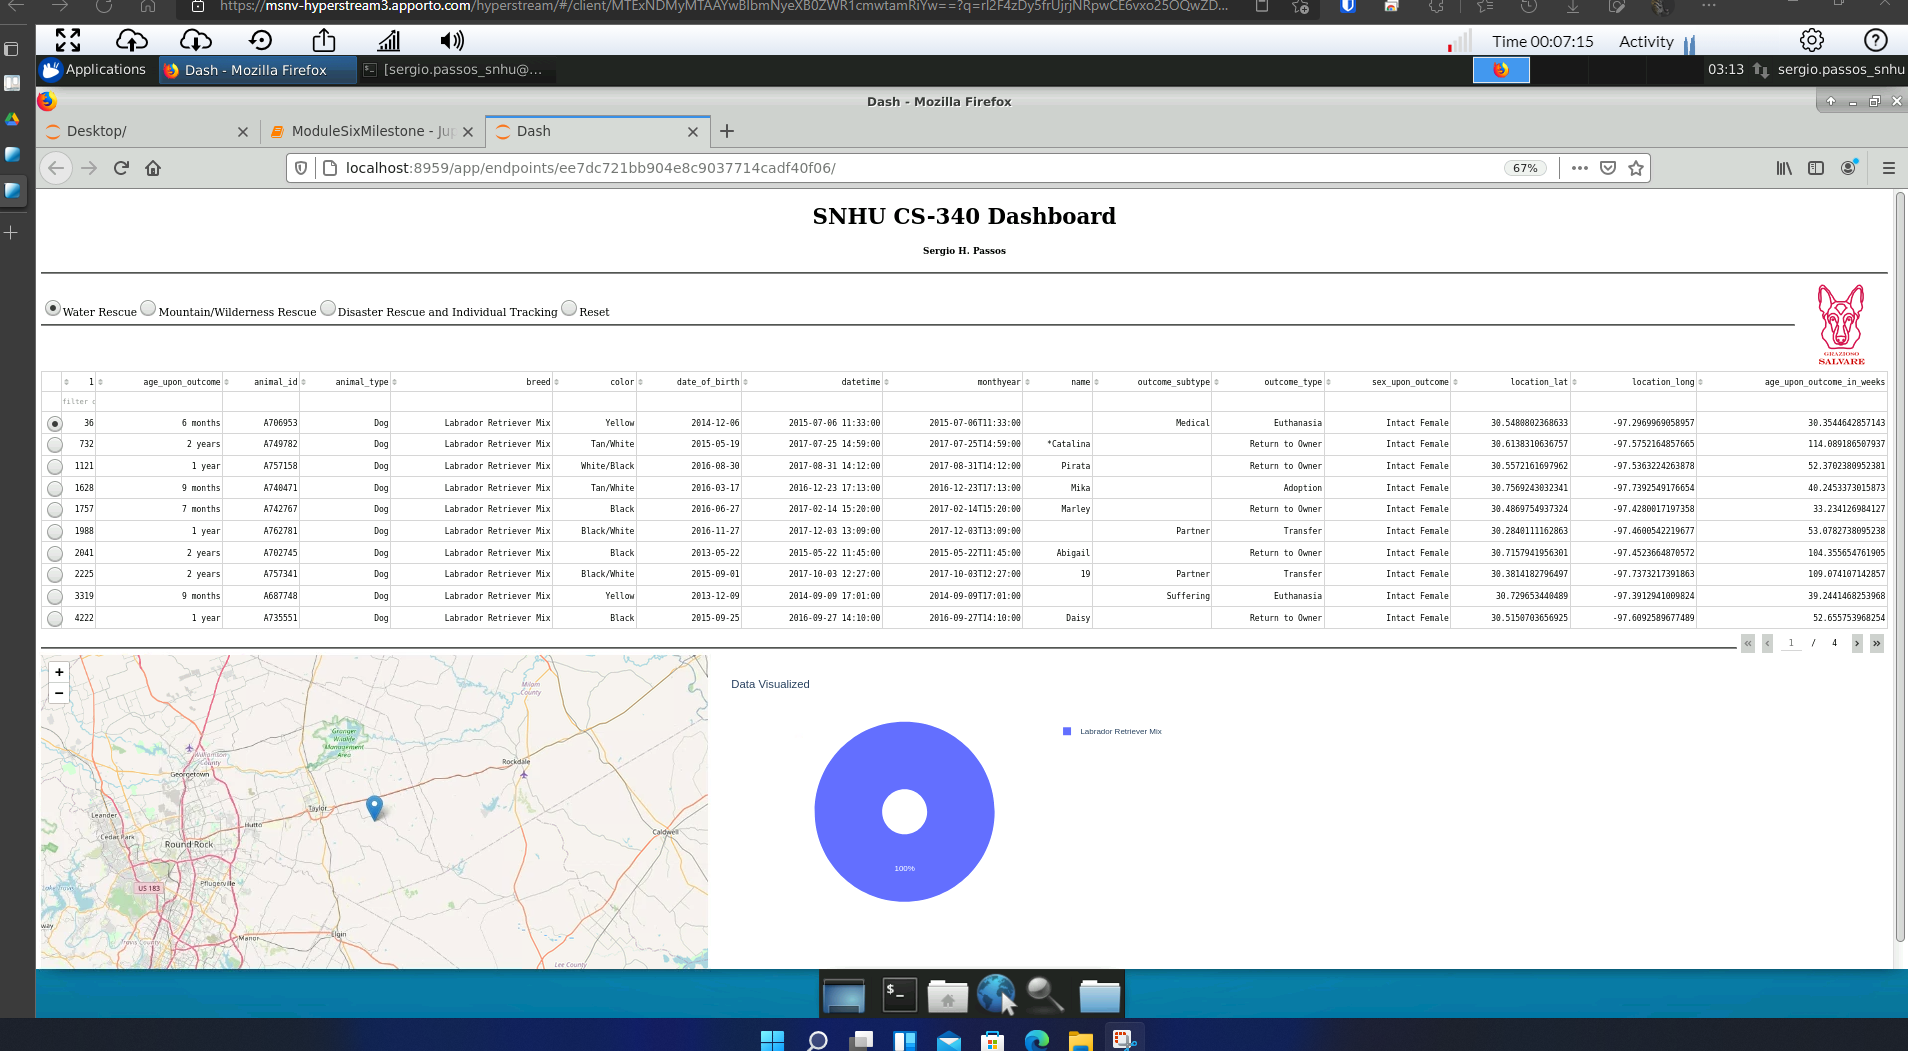 https://msnv-hyperstream3.apporto.com/hyperstream/#/client/
Time 00:07:15 Activity
Applications Dash - Mozilla Firefox [sergio.passos_snhu@... 03:13 sergio.passos_snhu
Dash - Mozilla Firefox
Desktop/ ModuleSixMilestone - Jup Dash
localhost:8959/app/endpoints/ee7dc721bb904e8c9037714cadf40f06/ 67%
SNHU CS-340 Dashboard
Sergio H. Passos
Water Rescue Mountain/Wilderness Rescue Disaster Rescue and Individual Tracking Reset
GRAZIOSO
SALVARE
1 age_upon_outcome animal_id animal_type breed color date_of_birth datetime monthyear name outcome_subtype outcome_type sex_upon_outcome location_lat location_long age_upon_outcome_in_weeks
filter
36 6 months A706953 Dog Labrador Retriever Mix Yellow 2014-12-06 2015-07-06 11:33:00 2015-07-06T11:33:00 Medical Euthanasia Intact Female 30.5480802368633 -97.2969969058957 30.3544642857143
732 2 years A749782 Dog Labrador Retriever Mix Tan/White 2015-05-19 2017-07-25 14:59:00 2017-07-25T14:59:00 *Catalina Return to Owner Intact Female 30.6138310636757 -97.5752164857665 114.089186507937
1121 1 year A757158 Dog Labrador Retriever Mix White/Black 2016-08-30 2017-08-31 14:12:00 2017-08-31T14:12:00 Pirata Return to Owner Intact Female 30.5572161697962 -97.5363224263878 52.3702380952381
1628 9 months A740471 Dog Labrador Retriever Mix Tan/White 2016-03-17 2016-12-23 17:13:00 2016-12-23T17:13:00 Mika Adoption Intact Female 30.7569243032341 -97.7392549176654 40.2453373015873
1757 7 months A742767 Dog Labrador Retriever Mix Black 2016-06-27 2017-02-14 15:20:00 2017-02-14T15:20:00 Marley Return to Owner Intact Female 30.4869754937324 -97.4280017197358 33.234126984127
1988 1 year A762781 Dog Labrador Retriever Mix Black/White 2016-11-27 2017-12-03 13:09:00 2017-12-03T13:09:00 Partner Transfer Intact Female 30.2840111162863 -97.4600542219677 53.0782738095238
2041 2 years A702745 Dog Labrador Retriever Mix Black 2013-05-22 2015-05-22 11:45:00 2015-05-22T11:45:00 Abigail Return to Owner Intact Female 30.7157941956301 -97.4523664870572 104.355654761905
2225 2 years A757341 Dog Labrador Retriever Mix Black/White 2015-09-01 2017-10-03 12:27:00 2017-10-03T12:27:00 19 Partner Transfer Intact Female 30.3814182796497 -97.7373217391863 109.074107142857
3319 9 months A687748 Dog Labrador Retriever Mix Yellow 2013-12-09 2014-09-09 17:01:00 2014-09-09T17:01:00 Suffering Euthanasia Intact Female 30.729653440489 -97.3912941009824 39.2441468253968
4222 1 year A735551 Dog Labrador Retriever Mix Black 2015-09-25 2016-09-27 14:10:00 2016-09-27T14:10:00 Daisy Return to Owner Intact Female 30.5150703656925 -97.6092589677489 52.655753968254
« ‹ 1 / 4 › »
+
−
Milam
County
Granger
Wildlife
Management
Area
Williamson
County
Georgetown
Rockdale
Taylor
Leander
Hutto
Cedar Park
Round Rock
Caldwell
Pflugerville
US 183
Lake Travis
way
Travis County
Manor
Elgin
Lee County
Data Visualized
Labrador Retriever Mix
100%
$_